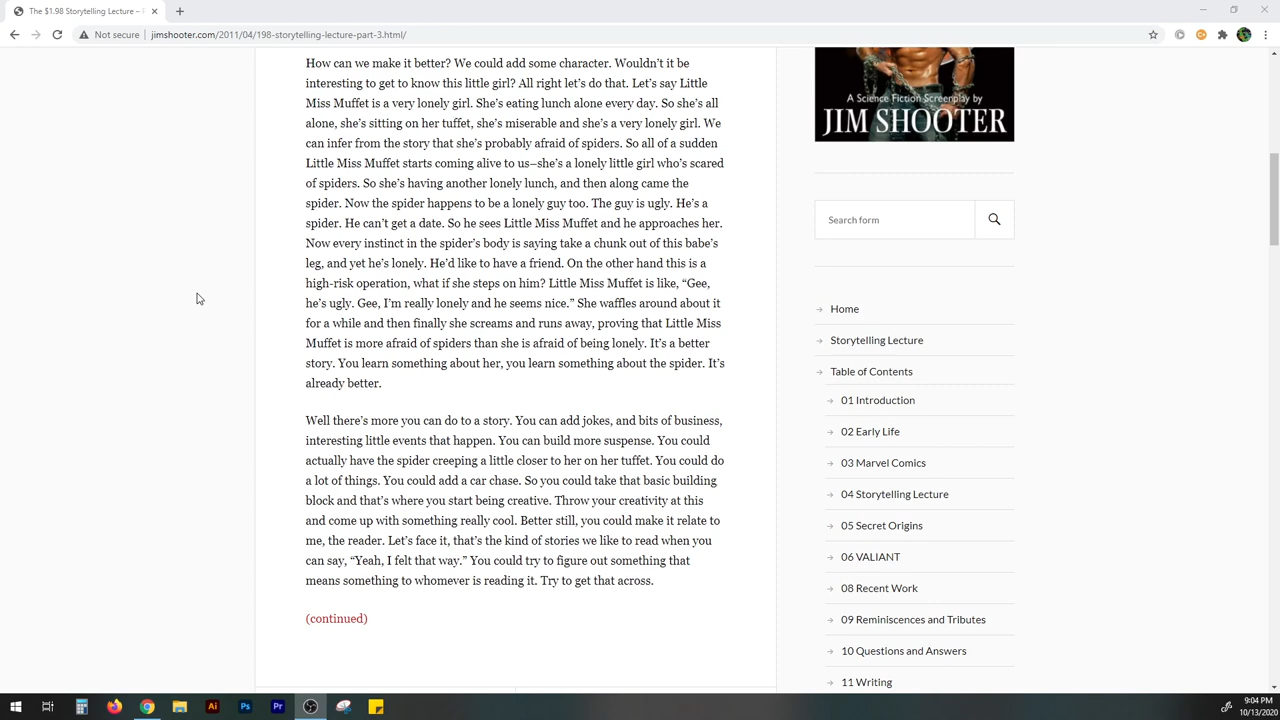 The $1.98 Storytelling Lecture –
Not secure
jimshooter.com/2011/04/198-storytelling-lecture-part-3.html/
How can we make it better? We could add some character. Wouldn't it be
interesting to get to know this little girl? All right let's do that. Let's say Little
Miss Muffet is a very lonely girl. She's eating lunch alone every day. So she's all
alone, she's sitting on her tuffet, she's miserable and she's a very lonely girl. We
can infer from the story that she's probably afraid of spiders. So all of a sudden
Little Miss Muffet starts coming alive to us–she's a lonely little girl who's scared
of spiders. So she's having another lonely lunch, and then along came the
spider. Now the spider happens to be a lonely guy too. The guy is ugly. He's a
spider. He can't get a date. So he sees Little Miss Muffet and he approaches her.
Now every instinct in the spider's body is saying take a chunk out of this babe's
leg, and yet he's lonely. He'd like to have a friend. On the other hand this is a
high-risk operation, what if she steps on him? Little Miss Muffet is like, "Gee,
he's ugly. Gee, I'm really lonely and he seems nice." She waffles around about it
for a while and then finally she screams and runs away, proving that Little Miss
Muffet is more afraid of spiders than she is afraid of being lonely. It's a better
story. You learn something about her, you learn something about the spider. It's
already better.
Well there's more you can do to a story. You can add jokes, and bits of business,
interesting little events that happen. You can build more suspense. You could
actually have the spider creeping a little closer to her on her tuffet. You could do
a lot of things. You could add a car chase. So you could take that basic building
block and that's where you start being creative. Throw your creativity at this
and come up with something really cool. Better still, you could make it relate to
me, the reader. Let's face it, that's the kind of stories we like to read when you
can say, "Yeah, I felt that way." You could try to figure out something that
means something to whomever is reading it. Try to get that across.
(continued)
A Science Fiction Screenplay by
JIM SHOOTER
Search form
Home
Storytelling Lecture
Table of Contents
01 Introduction
02 Early Life
03 Marvel Comics
04 Storytelling Lecture
05 Secret Origins
06 VALIANT
08 Recent Work
09 Reminiscences and Tributes
10 Questions and Answers
11 Writing
Ai
Ps
Pr
9:04 PM
10/13/2020